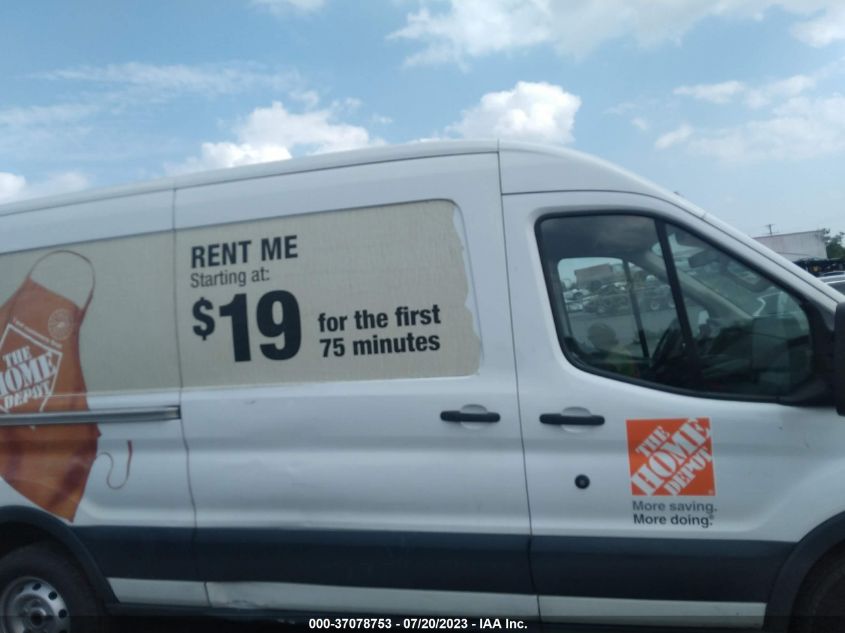 RENT ME
Starting at:
$19 for the first
75 minutes
THE
HOME
DEPOT
THE
HOME
DEPOT
More saving.
More doing.®
000-37078753 - 07/20/2023 - IAA Inc.